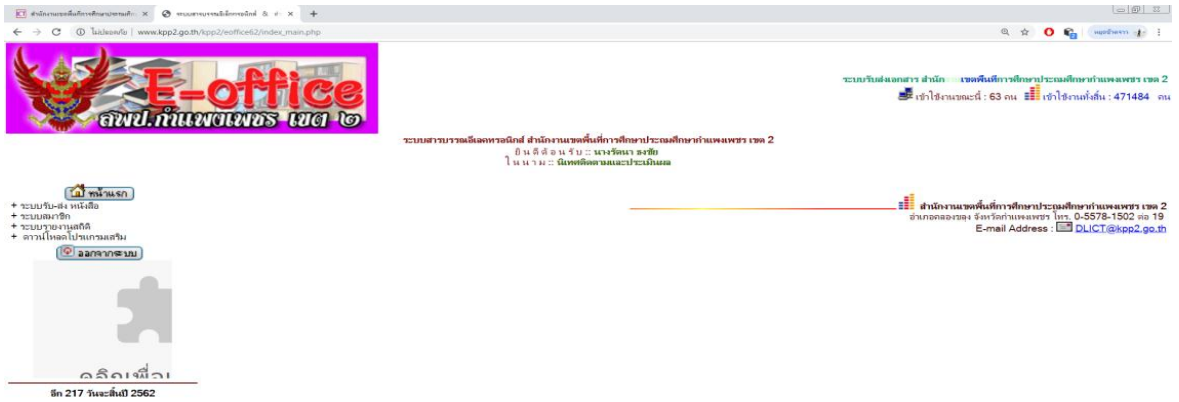 สำนักงานเขตพื้นที่การศึกษาประถมศึก
ระบบสารบรรณอิเล็กทรอนิกส์ &
ไม่ปลอดภัย | www.kpp2.go.th/kpp2/eoffice62/index_main.php
E-office
สพป.กำแพงเพชร เขต ๒
ระบบรับส่งเอกสาร สำนัก เขตพื้นที่การศึกษาประถมศึกษากำแพงเพชร เขต 2
เข้าใช้งานขณะนี้ : 63 คน เข้าใช้งานทั้งสิ้น : 471484 คน
ระบบสารบรรณอิเลคทรอนิกส์ สำนักงานเขตพื้นที่การศึกษาประถมศึกษากำแพงเพชร เขต 2
ยินดีต้อนรับ :: นางรัตนา ธงชัย
ในนาม :: นิเทศติดตามและประเมินผล
หน้าแรก
+ ระบบรับ-ส่ง หนังสือ
+ ระบบสมาชิก
+ ระบบรายงานสถิติ
+ ดาวน์โหลดโปรแกรมเสริม
ออกจากระบบ
สำนักงานเขตพื้นที่การศึกษาประถมศึกษากำแพงเพชร เขต 2
อำเภอคลองขลุง จังหวัดกำแพงเพชร โทร. 0-5578-1502 ต่อ 19
E-mail Address : DLICT@kpp2.go.th
คลิกเพื่อเ
อีก 217 วันจะสิ้นปี 2562